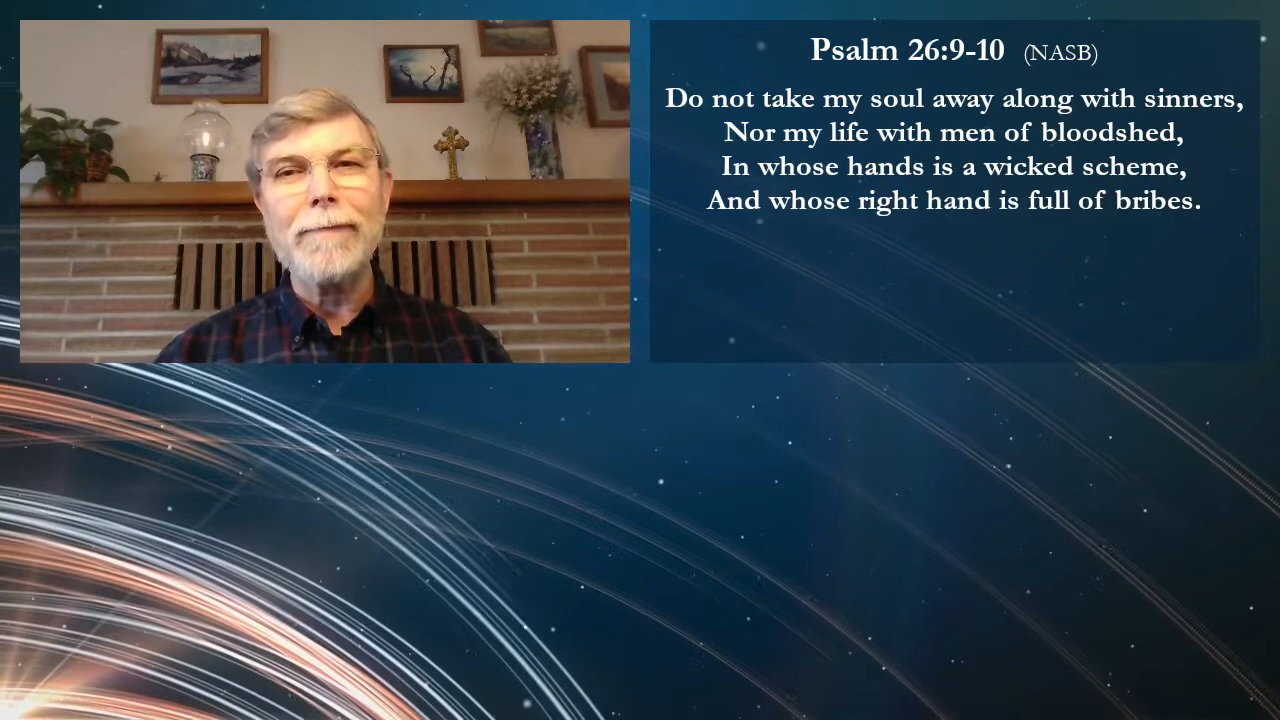 Psalm 26:9-10 (NASB)
Do not take my soul away along with sinners,
Nor my life with men of bloodshed,
In whose hands is a wicked scheme,
And whose right hand is full of bribes.